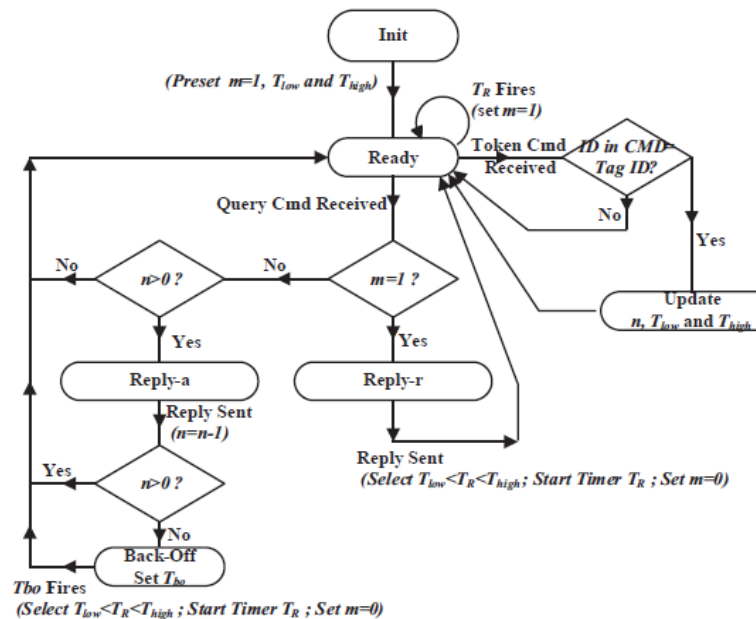 Init
(Preset m=1, Tlow and Thigh)
TR Fires
(set m=1)
Ready
Token Cmd
Received
ID in CMD=
Tag ID?
No
Yes
Query Cmd Received
Update
n, Tlow and Thigh
No
n>0 ?
No
m=1 ?
Yes
Yes
Reply-a
Reply-r
Reply Sent
(n=n-1)
Reply Sent
(Select Tlow<TR<Thigh ; Start Timer TR ; Set m=0)
Yes
n>0 ?
No
Back-Off
Set Tbo
Tbo Fires
(Select Tlow<TR<Thigh ; Start Timer TR ; Set m=0)